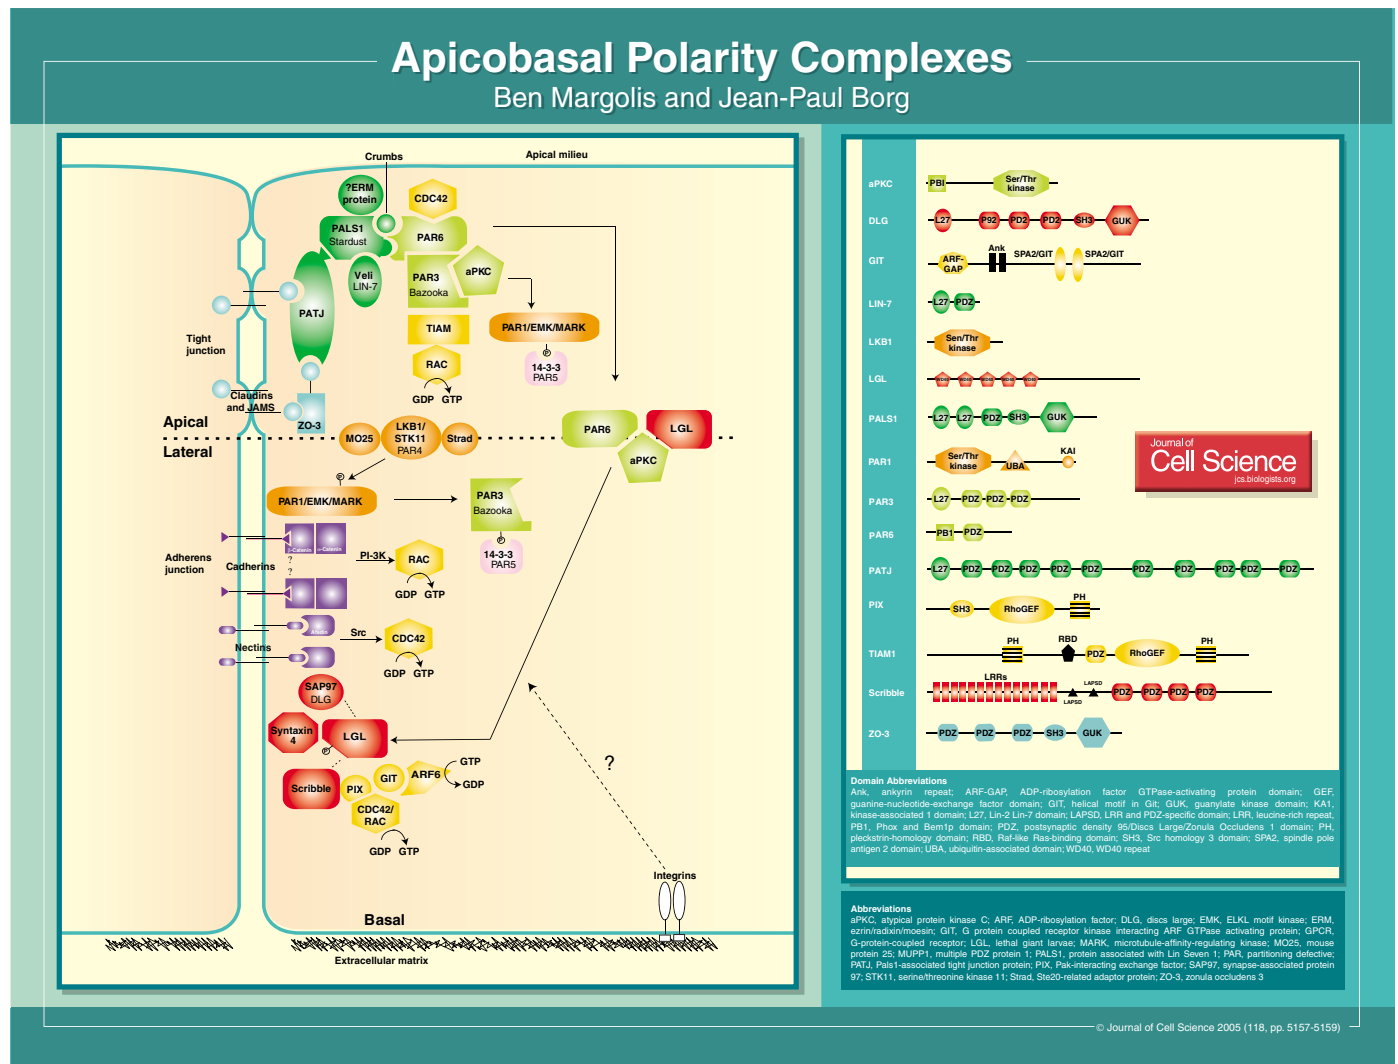 Apicobasal Polarity Complexes
Ben Margolis and Jean-Paul Borg
Crumbs
Apical milieu
?ERM
protein
CDC42
PALS1
Stardust
PAR6
Veli
LIN-7
PAR3
Bazooka
aPKC
PATJ
TIAM
PAR1/EMK/MARK
RAC
P
14-3-3
PAR5
GDP GTP
Tight
junction
Claudins
and JAMS
ZO-3
Apical
Lateral
MO25
LKB1/
STK11
PAR4
Strad
PAR6
LGL
aPKC
P
PAR1/EMK/MARK
PAR3
Bazooka
P
14-3-3
PAR5
Adherens
junction
Cadherins
β-Catenin
α-Catenin
?
?
PI-3K
RAC
GDP GTP
Nectins
Afadin
Src
CDC42
GDP GTP
SAP97
DLG
Syntaxin
4
LGL
P
Scribble
PIX
GIT
ARF6
GTP
GDP
CDC42/
RAC
GDP GTP
?
Integrins
Basal
Extracellular matrix
aPKC
PBI
Ser/Thr
kinase
DLG
L27 P92 PD2 PD2 SH3 GUK
GIT
ARF-
GAP
Ank
SPA2/GIT
SPA2/GIT
LIN-7
L27 PDZ
LKB1
Sen/Thr
kinase
LGL
WD40 WD40 WD40 WD40 WD40
PALS1
L27 L27 PDZ SH3 GUK
PAR1
Ser/Thr
kinase
UBA
KAI
PAR3
L27 PDZ PDZ PDZ
pAR6
PB1 PDZ
PATJ
L27 PDZ PDZ PDZ PDZ PDZ PDZ PDZ PDZ PDZ PDZ
PIX
SH3 RhoGEF PH
TIAM1
PH RBD PDZ RhoGEF PH
Scribble
LRRs
LAPSD
LAPSD
PDZ PDZ PDZ PDZ
ZO-3
PDZ PDZ PDZ SH3 GUK
Journal of
Cell Science
jcs.biologists.org
Domain Abbreviations
Ank, ankyrin repeat; ARF-GAP, ADP-ribosylation factor GTPase-activating protein domain; GEF,
guanine-nucleotide-exchange factor domain; GIT, helical motif in Git; GUK, guanylate kinase domain; KA1,
kinase-associated 1 domain; L27, Lin-2 Lin-7 domain; LAPSD, LRR and PDZ-specific domain; LRR, leucine-rich repeat,
PB1, Phox and Bem1p domain; PDZ, postsynaptic density 95/Discs Large/Zonula Occludens 1 domain; PH,
pleckstrin-homology domain; RBD, Raf-like Ras-binding domain; SH3, Src homology 3 domain; SPA2, spindle pole
antigen 2 domain; UBA, ubiquitin-associated domain; WD40, WD40 repeat
Abbreviations
aPKC, atypical protein kinase C; ARF, ADP-ribosylation factor; DLG, discs large; EMK, ELKL motif kinase; ERM,
ezrin/radixin/moesin; GIT, G protein coupled receptor kinase interacting ARF GTPase activating protein; GPCR,
G-protein-coupled receptor; LGL, lethal giant larvae; MARK, microtubule-affinity-regulating kinase; MO25, mouse
protein 25; MUPP1, multiple PDZ protein 1; PALS1, protein associated with Lin Seven 1; PAR, partitioning defective;
PATJ, Pals1-associated tight junction protein; PIX, Pak-interacting exchange factor; SAP97, synapse-associated protein
97; STK11, serine/threonine kinase 11; Strad, Ste20-related adaptor protein; ZO-3, zonula occludens 3
© Journal of Cell Science 2005 (118, pp. 5157-5159)